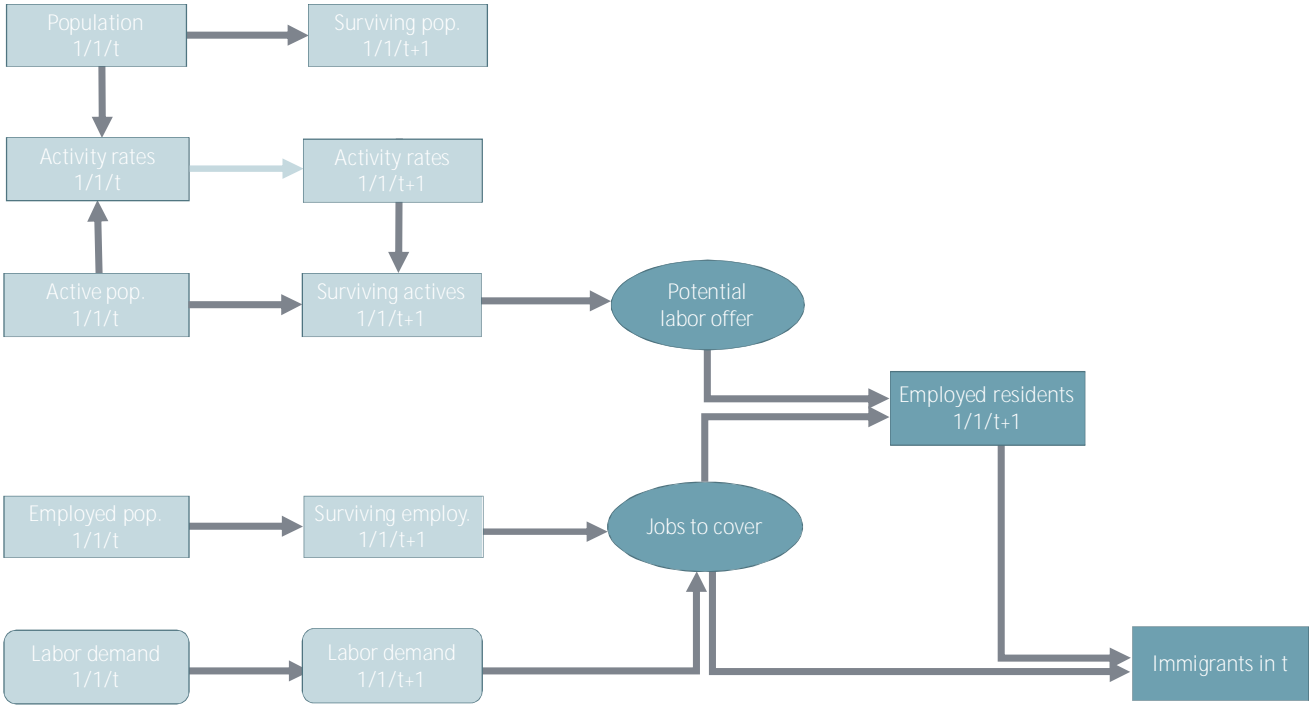 Population
1/1/t
Surviving pop.
1/1/t+1
Activity rates
1/1/t
Activity rates
1/1/t+1
Active pop.
1/1/t
Surviving actives
1/1/t+1
Potential
labor offer
Employed residents
1/1/t+1
Employed pop.
1/1/t
Surviving employ.
1/1/t+1
Jobs to cover
Labor demand
1/1/t
Labor demand
1/1/t+1
Immigrants in t